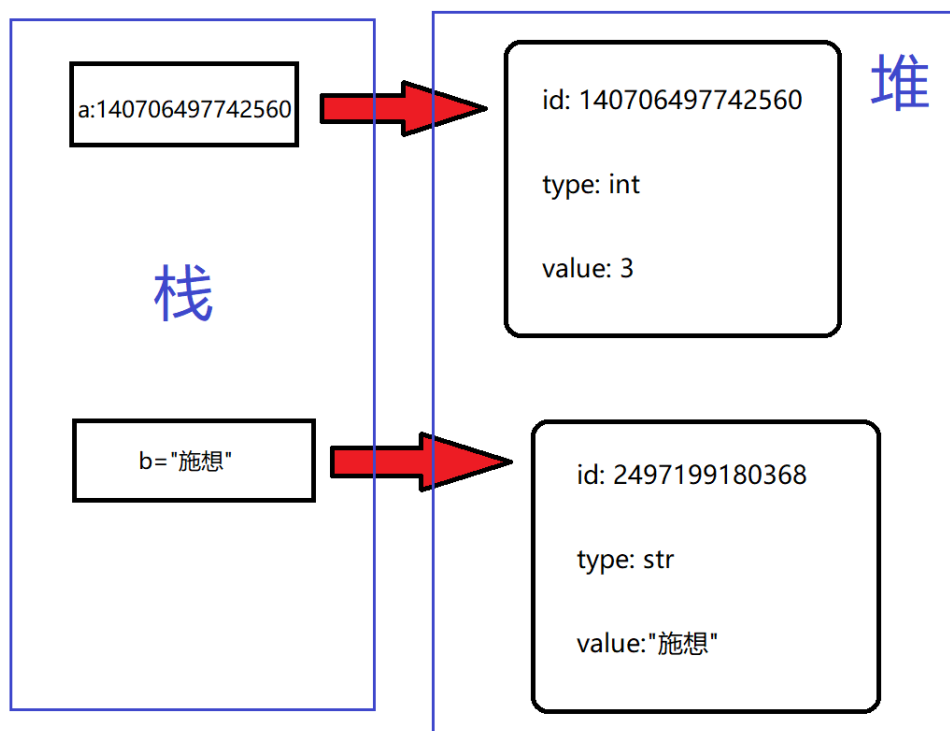 栈
a:140706497742560
b="施想"
堆
id: 140706497742560
type: int
value: 3
id: 2497199180368
type: str
value:"施想"